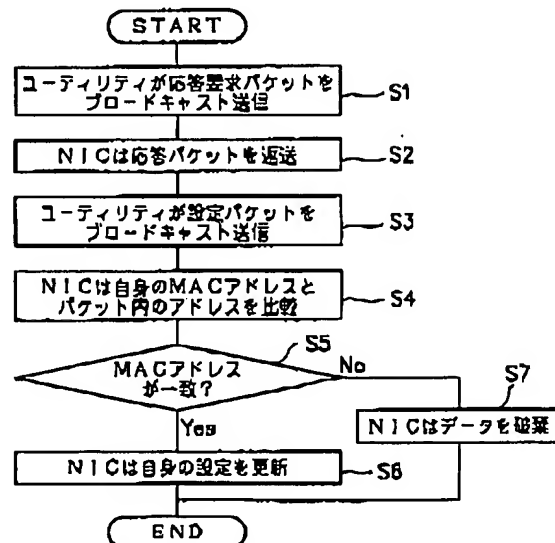 START
ユーティリティが応答要求パケットを
ブロードキャスト送信
S1
NICは応答パケットを返送
S2
ユーティリティが設定パケットを
ブロードキャスト送信
S3
NICは自身のMACアドレスと
パケット内のアドレスを比較
S4
S5
MACアドレス
が一致?
No
Yes
S7
NICはデータを破棄
NICは自身の設定を更新
S6
END